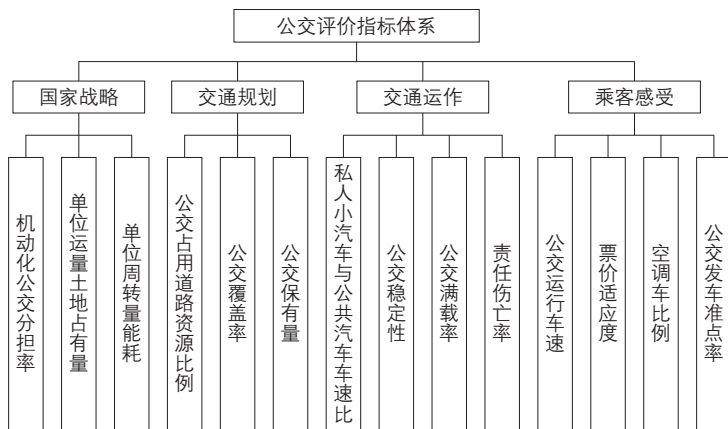 公交评价指标体系
国家战略
交通规划
交通运作
乘客感受
机动化公交分担率
单位运量土地占有量
单位周转量能耗
公交占用道路资源比例
公交覆盖率
公交保有量
私人小汽车与公共汽车车速比
公交稳定性
公交满载率
责任伤亡率
公交运行车速
票价适应度
空调车比例
公交发车准点率